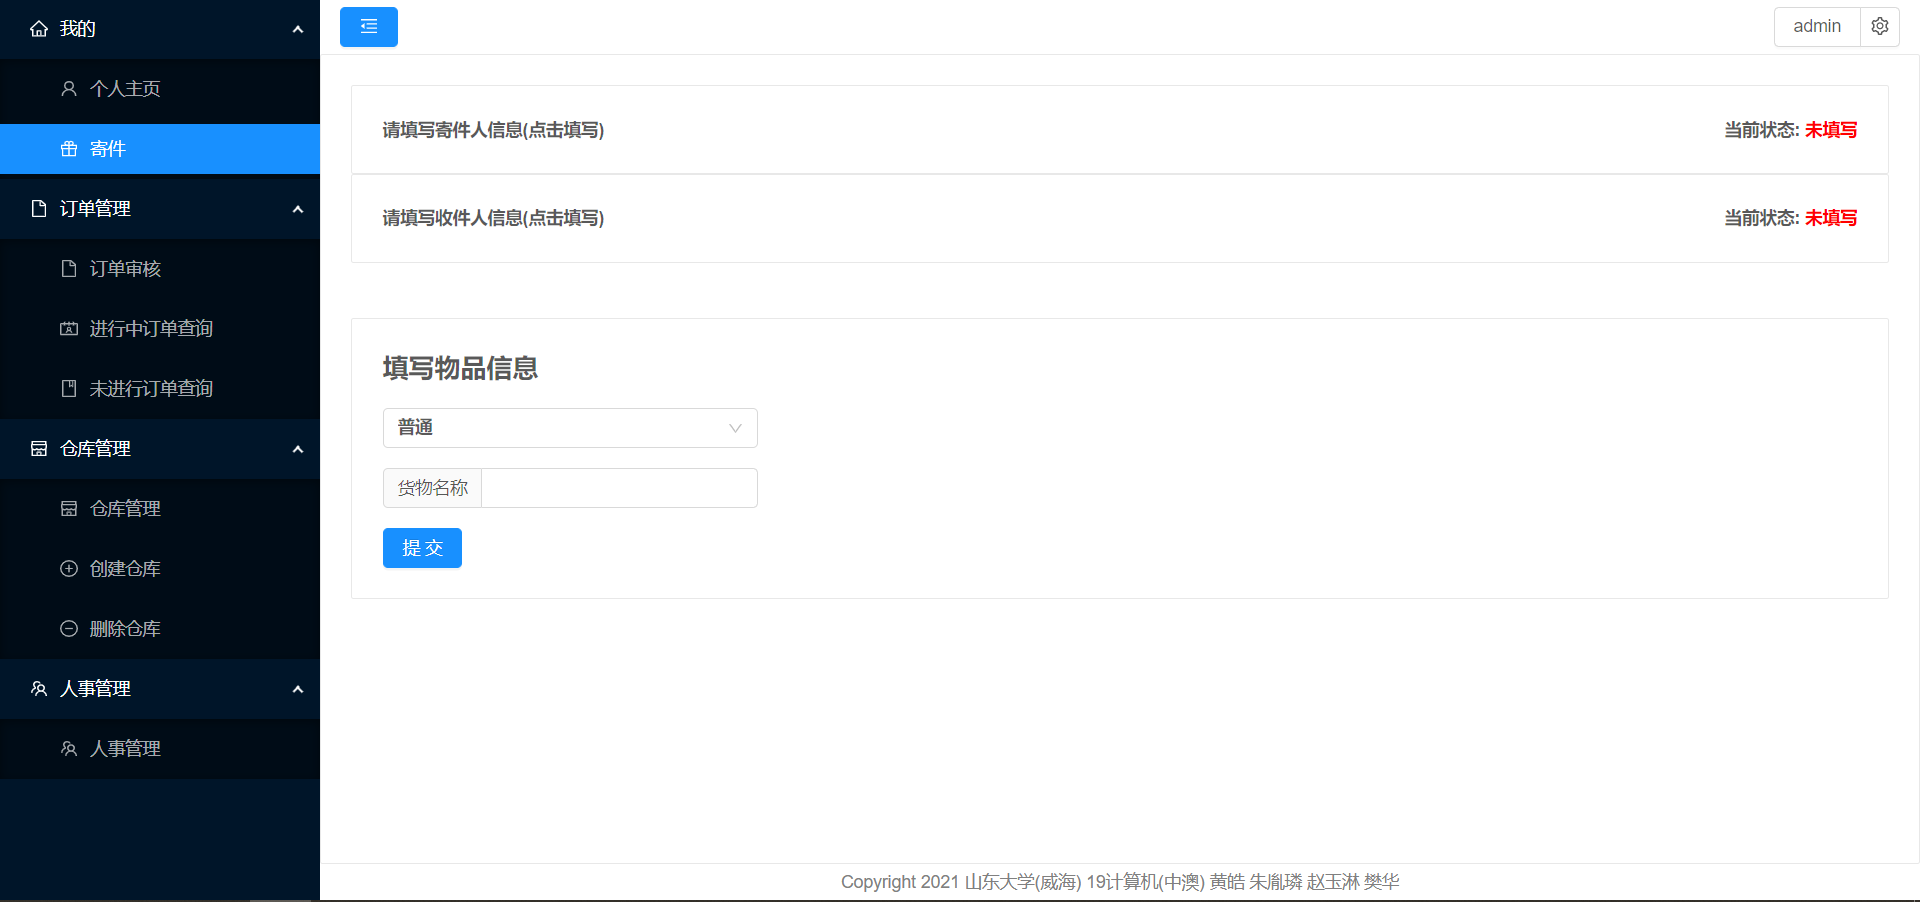 我的
个人主页
寄件
订单管理
订单审核
进行中订单查询
未进行订单查询
仓库管理
仓库管理
创建仓库
删除仓库
人事管理
人事管理
admin
请填写寄件人信息(点击填写)
当前状态: 未填写
请填写收件人信息(点击填写)
当前状态: 未填写
填写物品信息
普通
货物名称
提 交
Copyright 2021 山东大学(威海) 19计算机(中澳) 黄皓 朱胤璘 赵玉淋 樊华